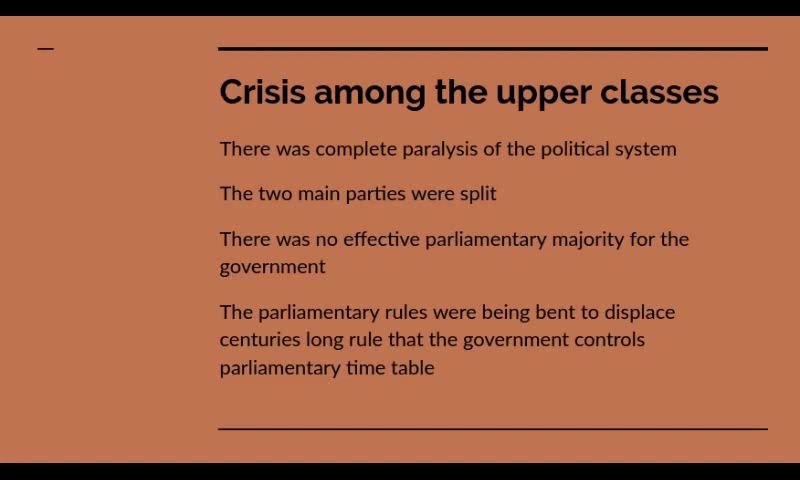 Crisis among the upper classes
There was complete paralysis of the political system
The two main parties were split
There was no effective parliamentary majority for the
government
The parliamentary rules were being bent to displace
centuries long rule that the government controls
parliamentary time table